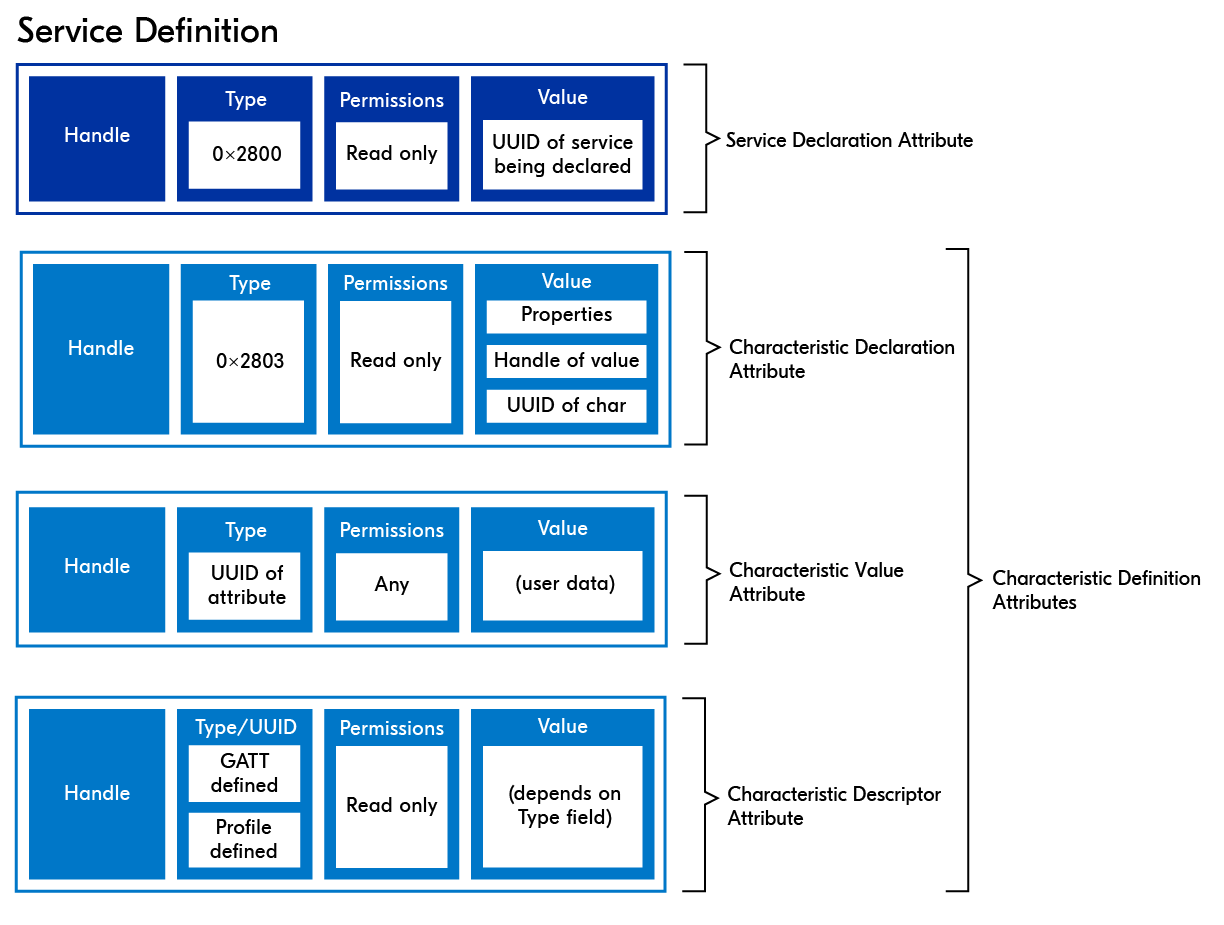 Service Definition
Handle
Type
0×2800
Permissions
Read only
Value
UUID of service
being declared
Service Declaration Attribute
Handle
Type
0×2803
Permissions
Read only
Value
Properties
Handle of value
UUID of char
Characteristic Declaration
Attribute
Handle
Type
UUID of
attribute
Permissions
Any
Value
(user data)
Characteristic Value
Attribute
Characteristic Definition
Attributes
Handle
Type/UUID
GATT
defined
Profile
defined
Permissions
Read only
Value
(depends on
Type field)
Characteristic Descriptor
Attribute